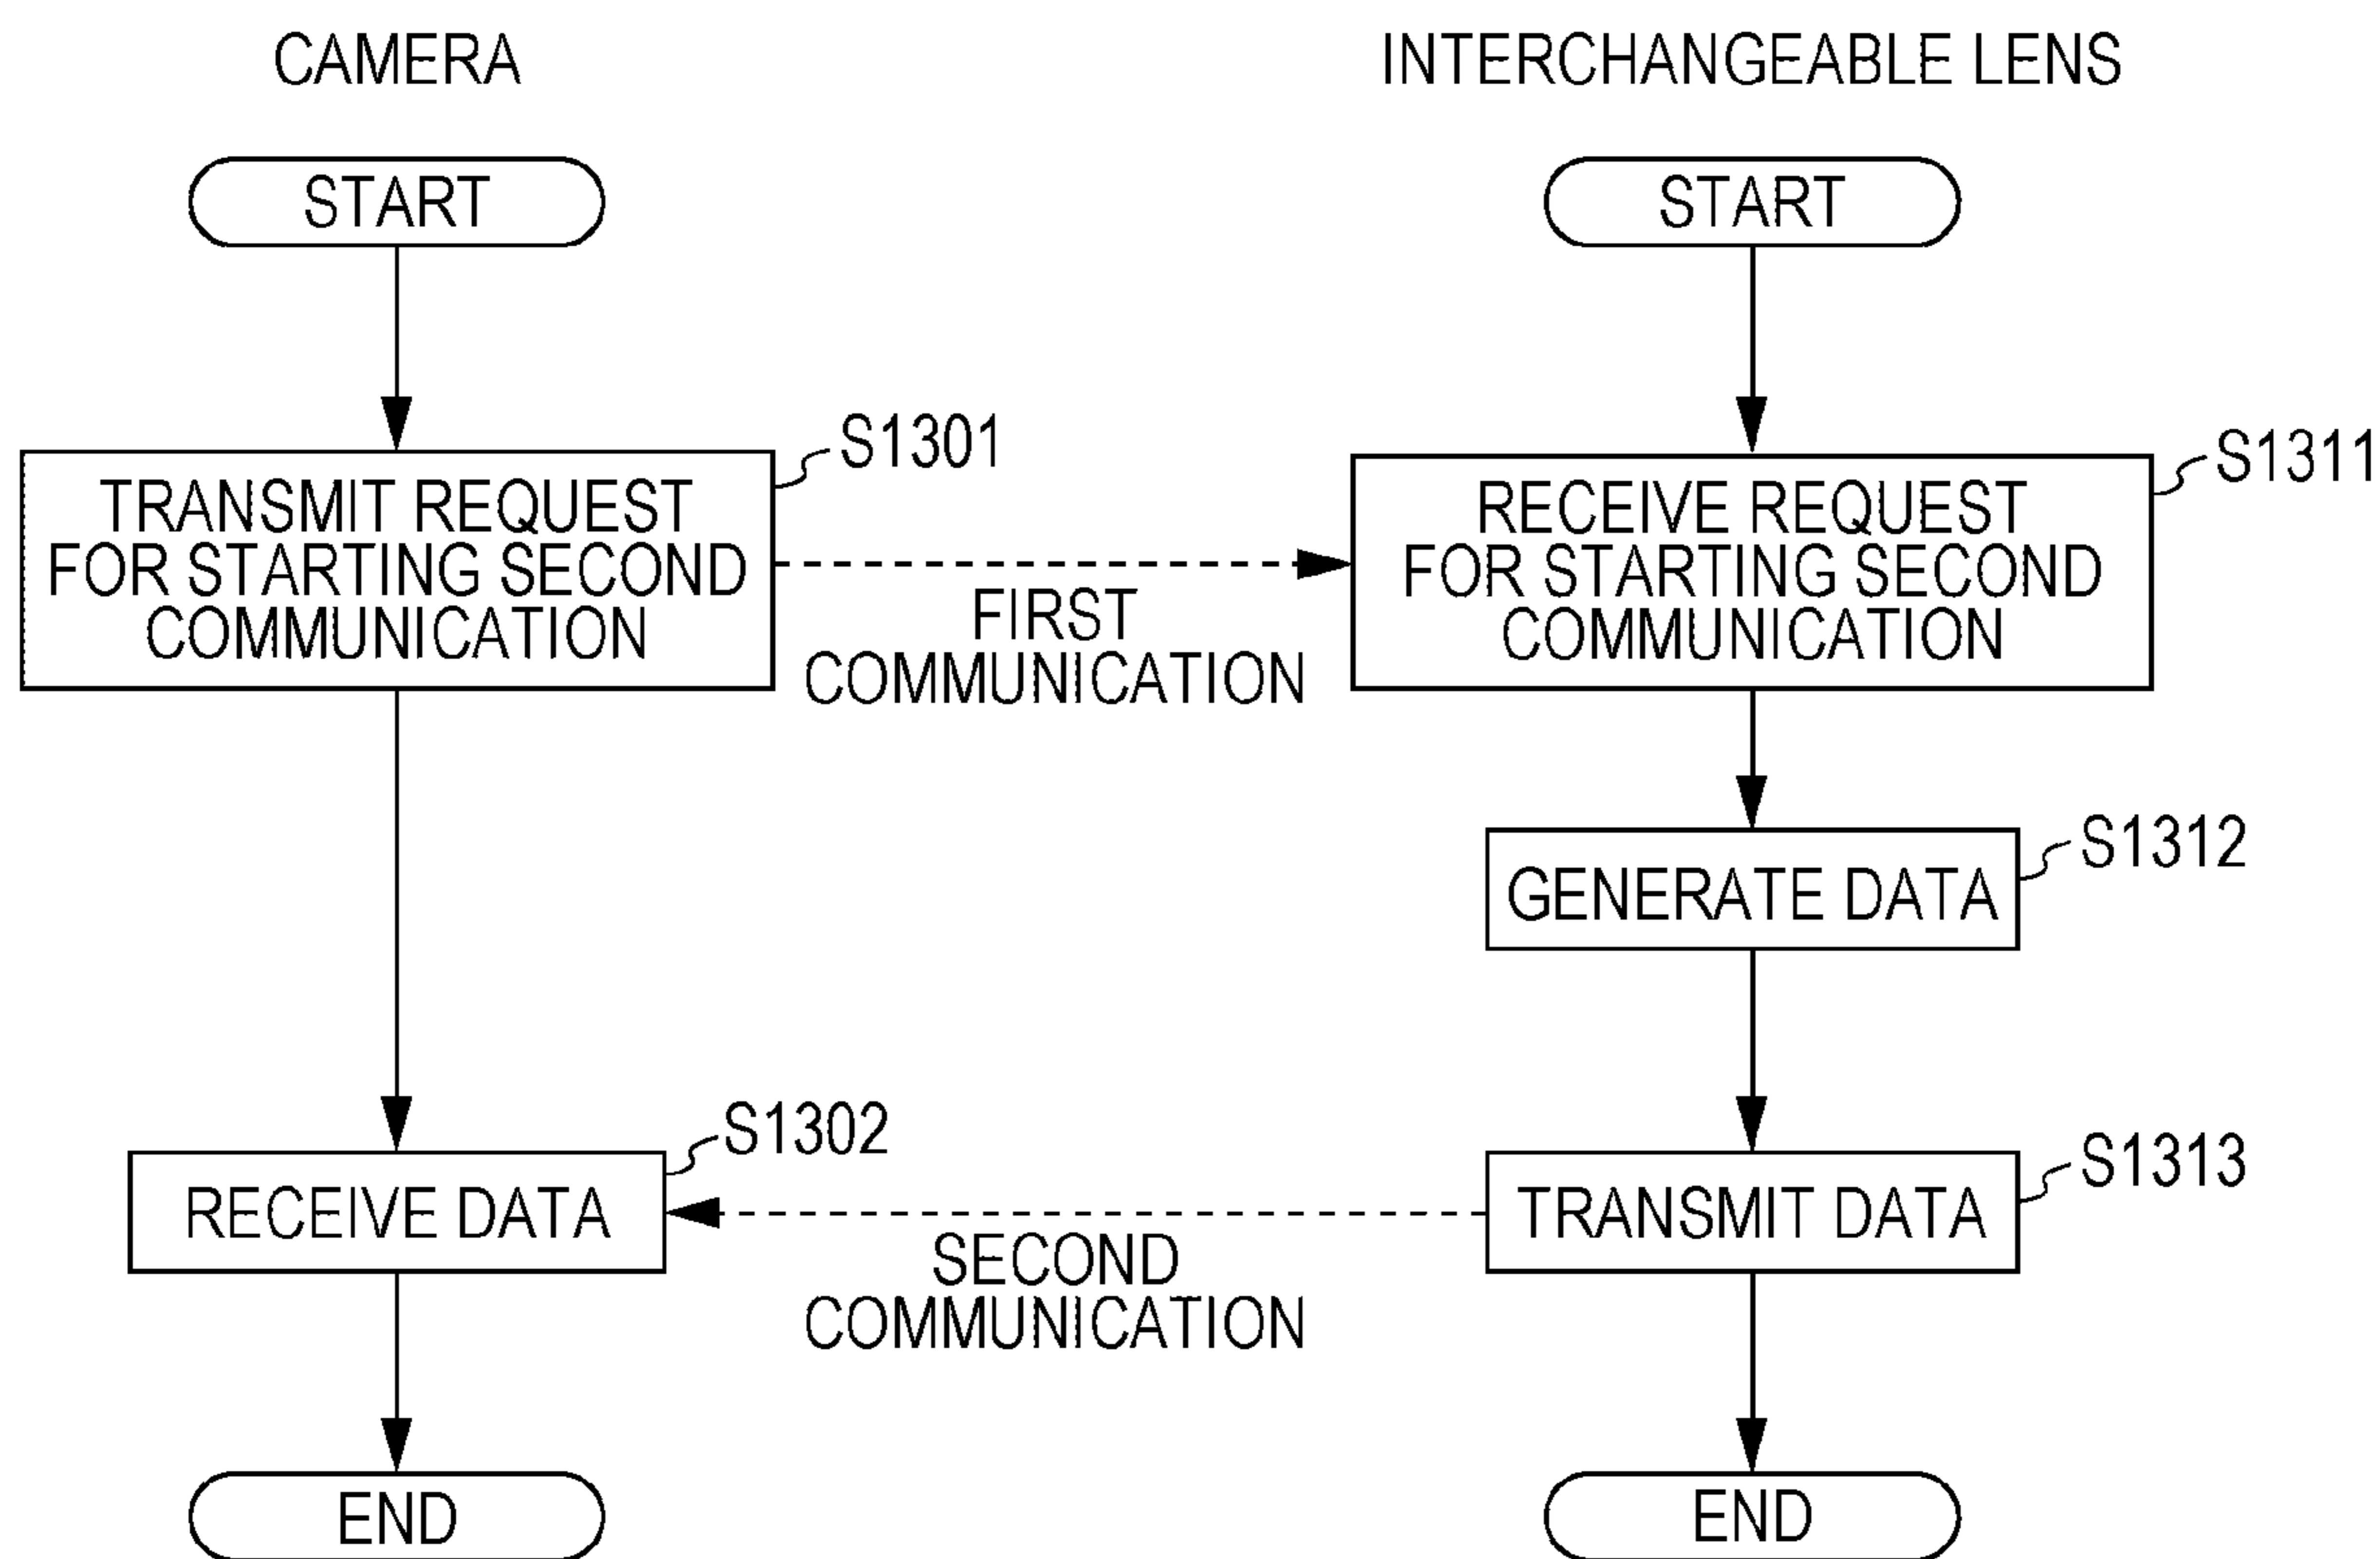 CAMERA
INTERCHANGEABLE LENS
START
START
S1301
TRANSMIT REQUEST
FOR STARTING SECOND
COMMUNICATION
FIRST
COMMUNICATION
S1311
RECEIVE REQUEST
FOR STARTING SECOND
COMMUNICATION
S1312
GENERATE DATA
S1302
RECEIVE DATA
SECOND
COMMUNICATION
S1313
TRANSMIT DATA
END
END